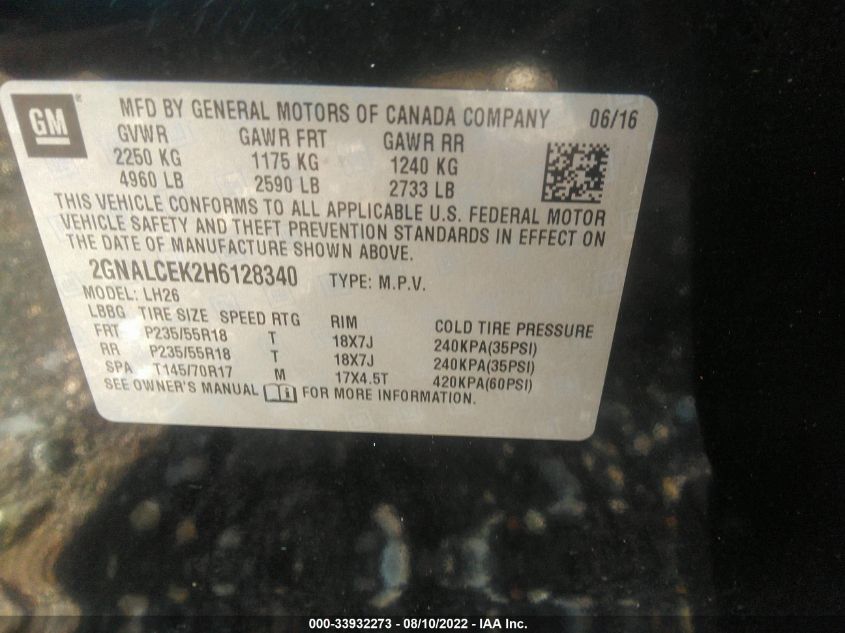 GM® MFD BY GENERAL MOTORS OF CANADA COMPANY 06/16
GVWR GAWR FRT GAWR RR
2250 KG 1175 KG 1240 KG
4960 LB 2590 LB 2733 LB
THIS VEHICLE CONFORMS TO ALL APPLICABLE U.S. FEDERAL MOTOR
VEHICLE SAFETY AND THEFT PREVENTION STANDARDS IN EFFECT ON
THE DATE OF MANUFACTURE SHOWN ABOVE.
2GNALCEK2H6128340 TYPE: M.P.V.
MODEL: LH26
LBBG TIRE SIZE SPEED RTG RIM COLD TIRE PRESSURE
FRT P235/55R18 T 18X7J 240KPA(35PSI)
RR P235/55R18 T 18X7J 240KPA(35PSI)
SPA T145/70R17 M 17X4.5T 420KPA(60PSI)
SEE OWNER'S MANUAL FOR MORE INFORMATION.
000-33932273 - 08/10/2022 - IAA Inc.